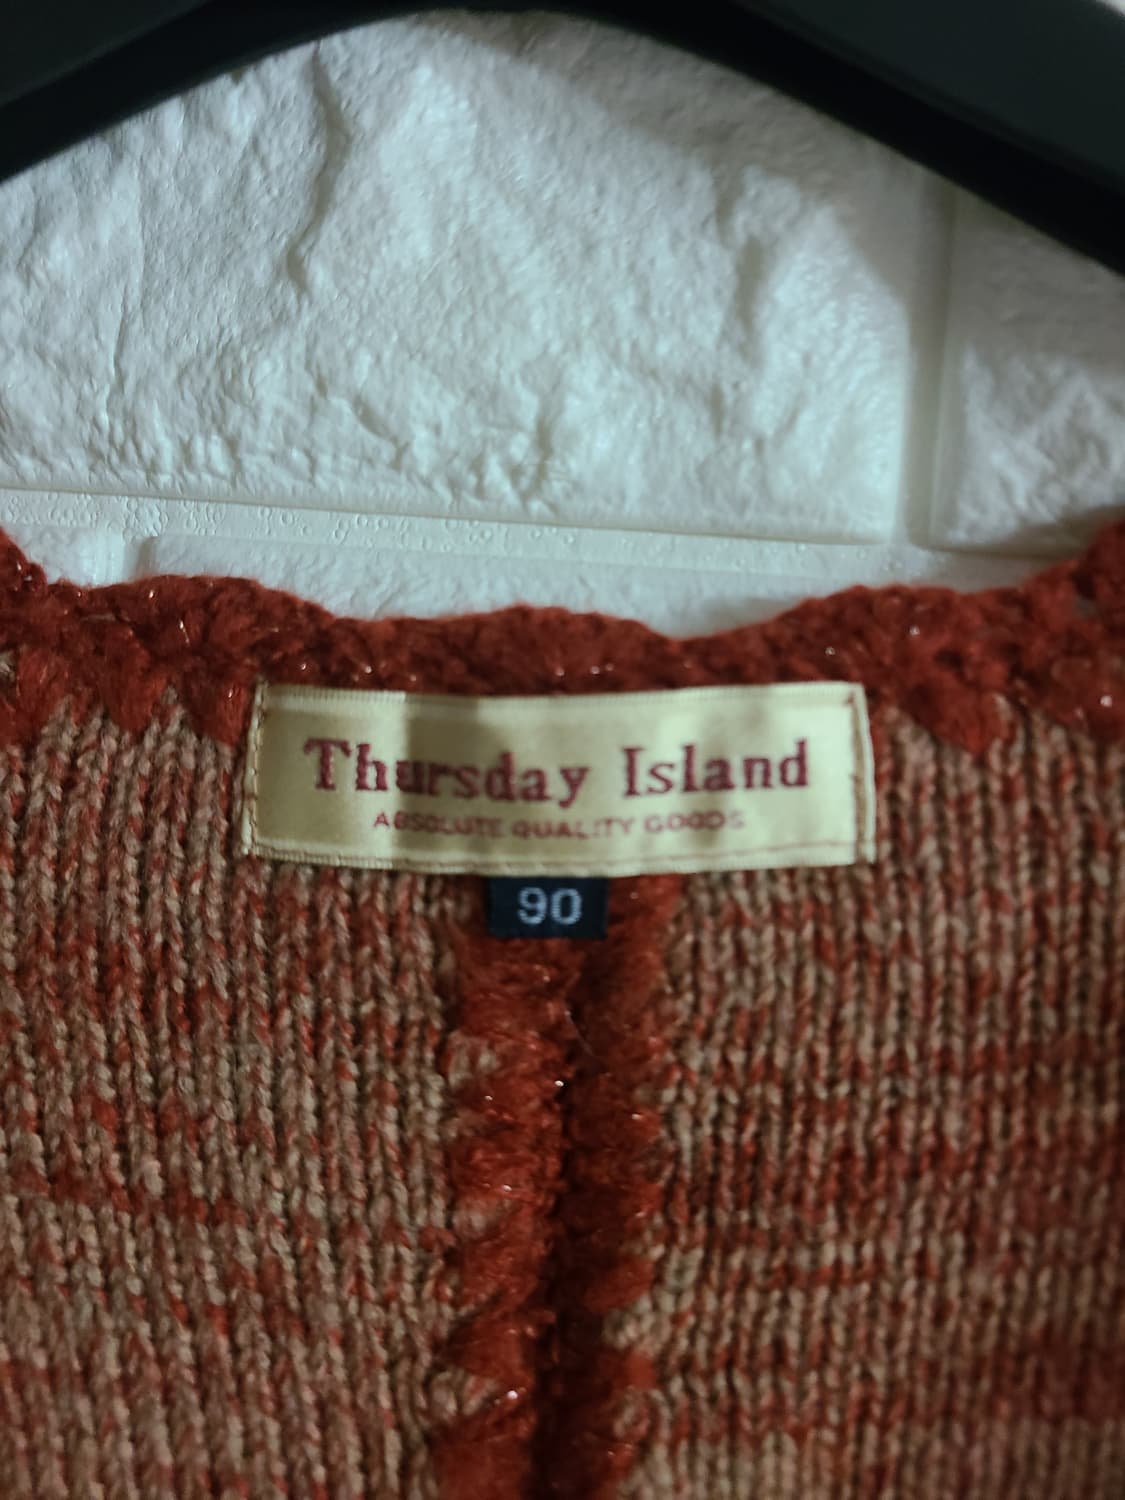 Thursday Island
ABSOLUTE QUALITY GOODS
90